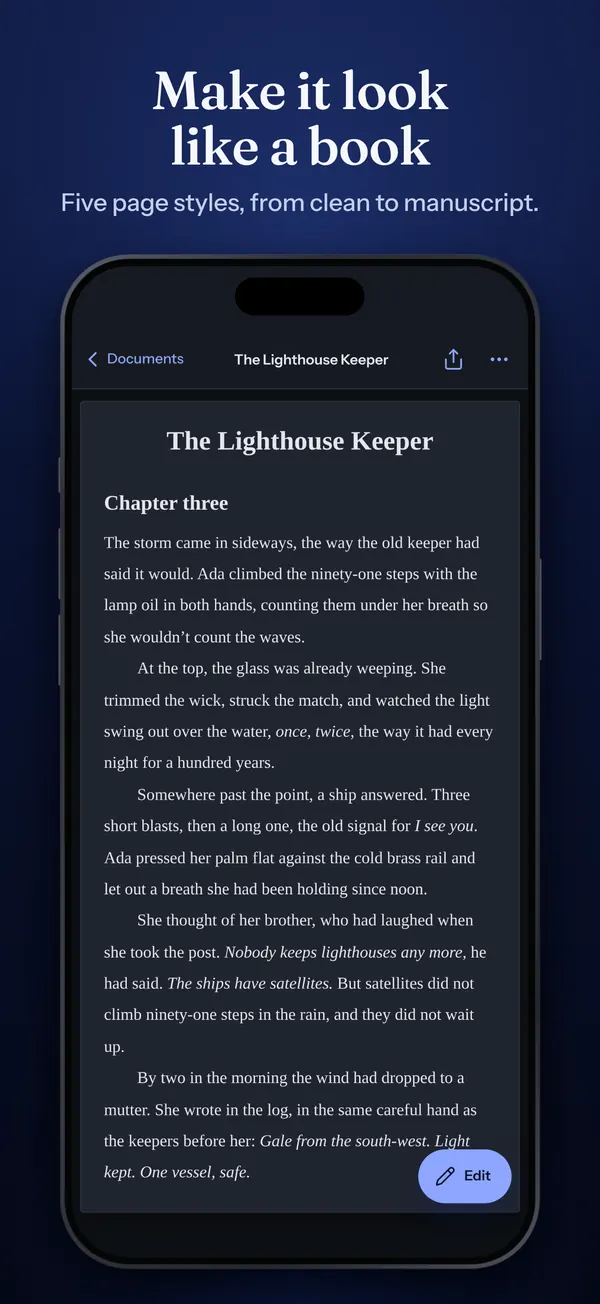 Make it look
like a book
Five page styles, from clean to manuscript.
Documents
The Lighthouse Keeper
The Lighthouse Keeper
Chapter three
The storm came in sideways, the way the old keeper had
said it would. Ada climbed the ninety-one steps with the
lamp oil in both hands, counting them under her breath so
she wouldn’t count the waves.
At the top, the glass was already weeping. She
trimmed the wick, struck the match, and watched the light
swing out over the water, once, twice, the way it had every
night for a hundred years.
Somewhere past the point, a ship answered. Three
short blasts, then a long one, the old signal for I see you.
Ada pressed her palm flat against the cold brass rail and
let out a breath she had been holding since noon.
She thought of her brother, who had laughed when
she took the post. Nobody keeps lighthouses any more, he
had said. The ships have satellites. But satellites did not
climb ninety-one steps in the rain, and they did not wait
up.
By two in the morning the wind had dropped to a
mutter. She wrote in the log, in the same careful hand as
the keepers before her: Gale from the south-west. Light
kept. One vessel, safe.
Edit